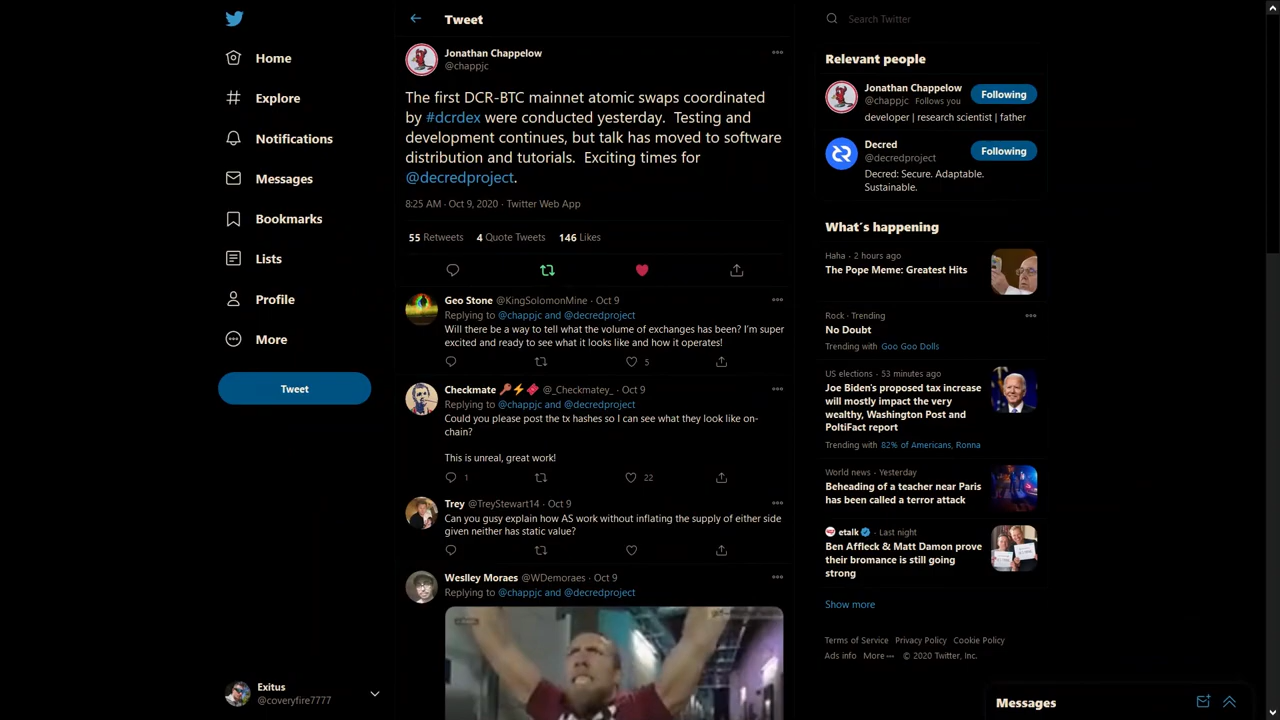 Home
Explore
Notifications
Messages
Bookmarks
Lists
Profile
More
Tweet
Exitus
@coveryfire7777
Tweet
Jonathan Chappelow
@chappjc
The first DCR-BTC mainnet atomic swaps coordinated
by #dcrdex were conducted yesterday. Testing and
development continues, but talk has moved to software
distribution and tutorials. Exciting times for
@decredproject.
8:25 AM · Oct 9, 2020 · Twitter Web App
55 Retweets 4 Quote Tweets 146 Likes
Geo Stone @KingSolomonMine · Oct 9
Replying to @chappjc and @decredproject
Will there be a way to tell what the volume of exchanges has been? I'm super
excited and ready to see what it looks like and how it operates!
5
Checkmate @_Checkmatey_ · Oct 9
Replying to @chappjc and @decredproject
Could you please post the tx hashes so I can see what they look like on-
chain?
This is unreal, great work!
1 22
Trey @TreyStewart14 · Oct 9
Can you gusy explain how AS work without inflating the supply of either side
given neither has static value?
Weslley Moraes @WDemoraes · Oct 9
Replying to @chappjc and @decredproject
Search Twitter
Relevant people
Jonathan Chappelow
@chappjc Follows you
Following
developer | research scientist | father
Decred
@decredproject
Following
Decred: Secure. Adaptable.
Sustainable.
What's happening
Haha · 2 hours ago
The Pope Meme: Greatest Hits
Rock · Trending
No Doubt
Trending with Goo Goo Dolls
US elections · 53 minutes ago
Joe Biden's proposed tax increase
will mostly impact the very
wealthy, Washington Post and
PoltiFact report
Trending with 82% of Americans, Ronna
World news · Yesterday
Beheading of a teacher near Paris
has been called a terror attack
etalk · Last night
Ben Affleck & Matt Damon prove
their bromance is still going
strong
Show more
Terms of Service Privacy Policy Cookie Policy
Ads info More··· © 2020 Twitter, Inc.
Messages